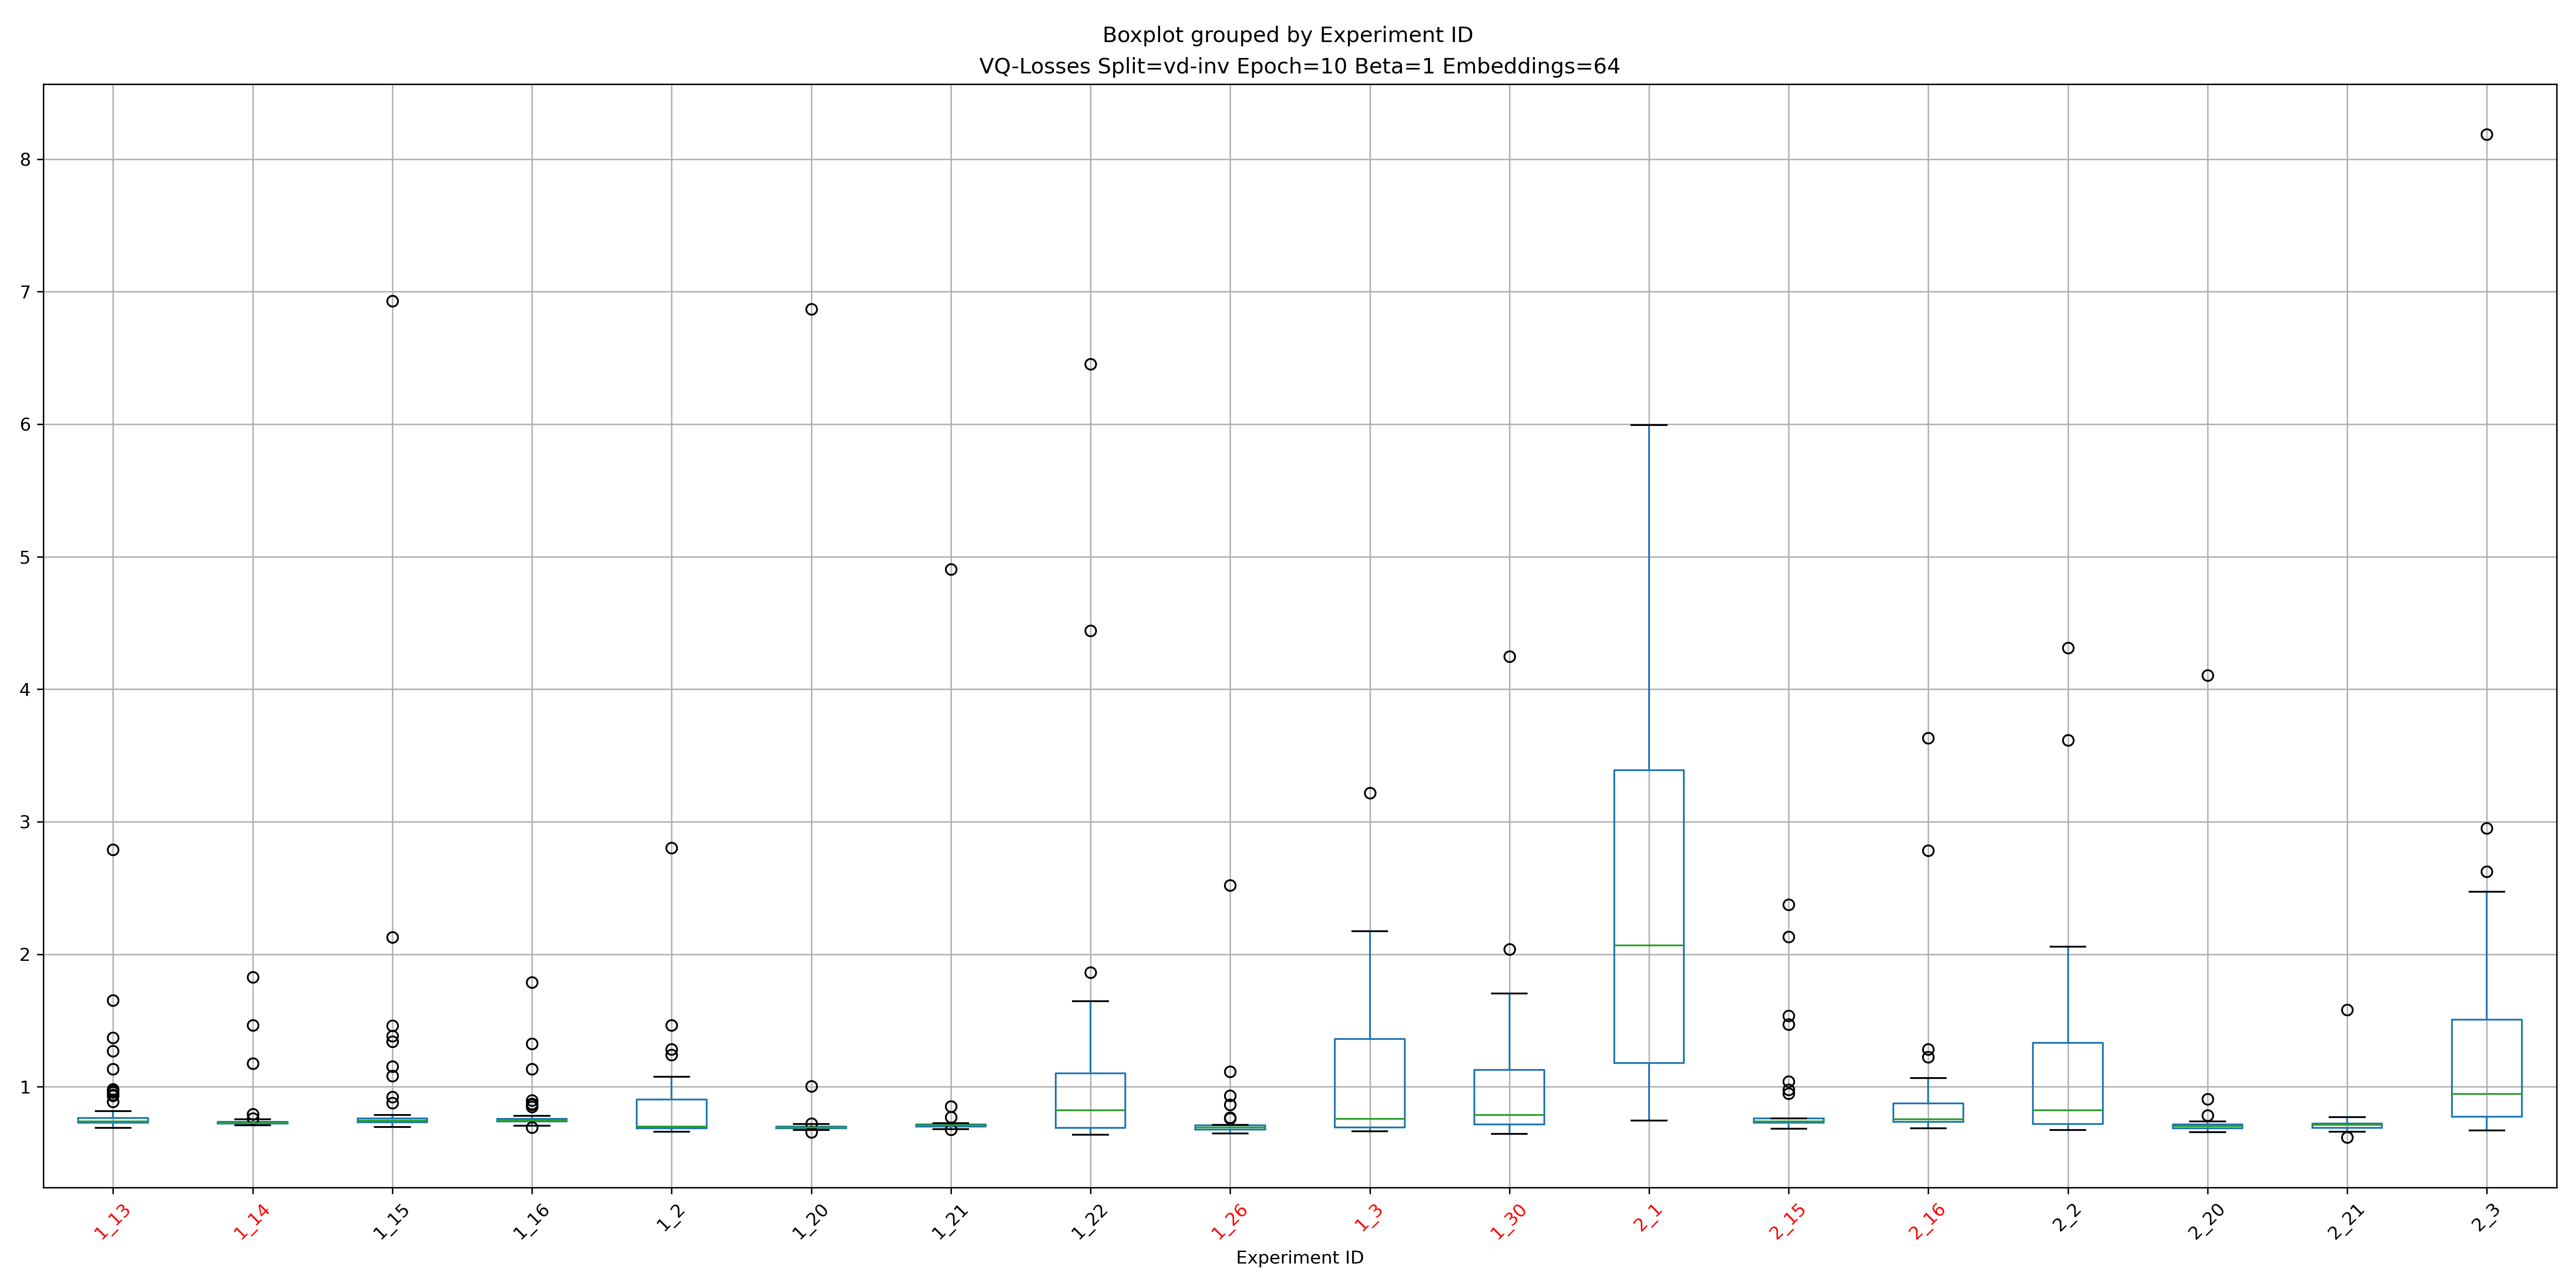 Boxplot grouped by Experiment ID
VQ-Losses Split=vd-inv Epoch=10 Beta=1 Embeddings=64
8
7
6
5
4
3
2
1
1_13 1_14 1_15 1_16 1_2 1_20 1_21 1_22 1_26 1_3 1_30 2_1 2_15 2_16 2_2 2_20 2_21 2_3
Experiment ID